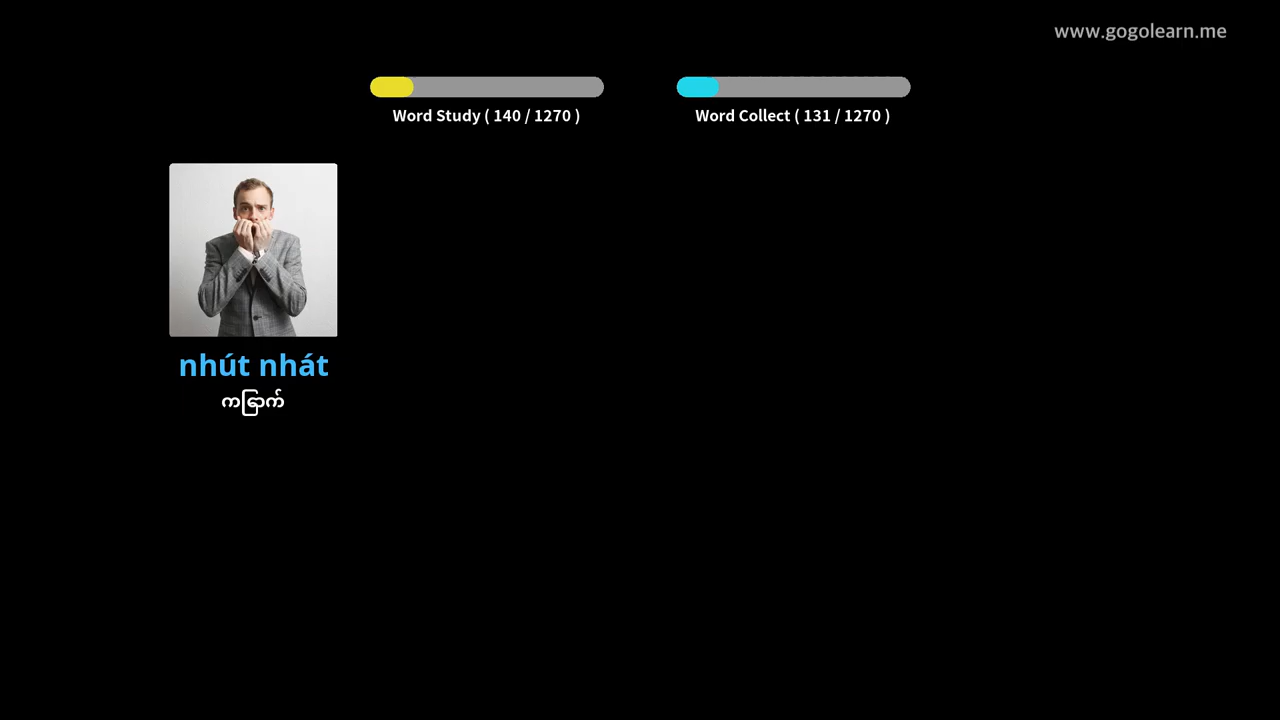 www.gogolearn.me
Word Study ( 140 / 1270 )
Word Collect ( 131 / 1270 )
nhút nhát
ကြောက်